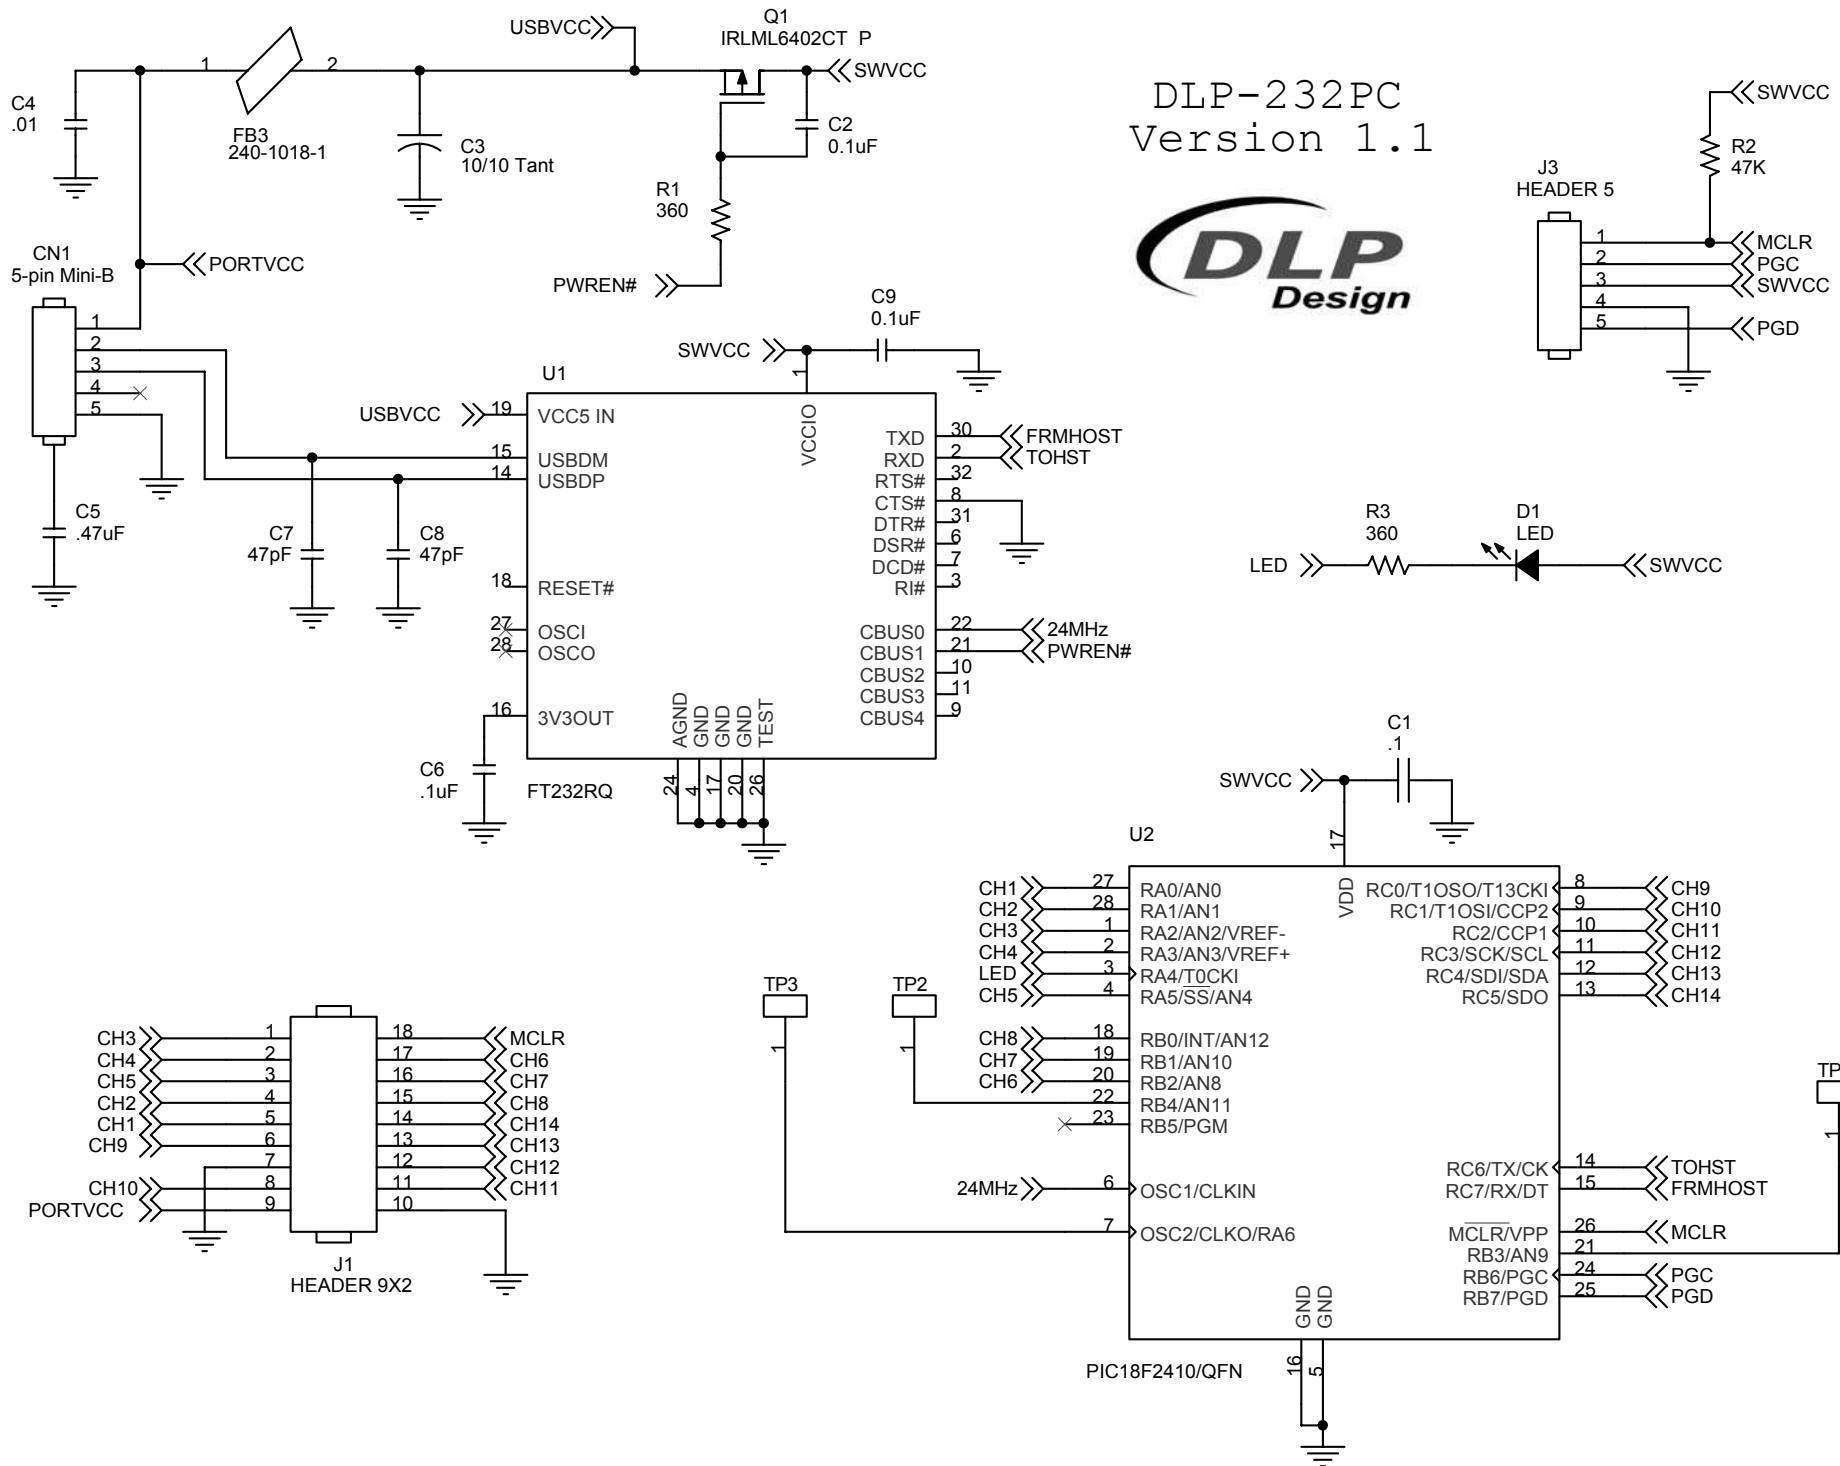 USBVCC
Q1
IRLML6402CT P
1
2
SWVCC
C4
.01
FB3
240-1018-1
C3
10/10 Tant
C2
0.1uF
R1
360
PWREN#
DLP-232PC
Version 1.1
DLP
Design
SWVCC
R2
47K
J3
HEADER 5
1 MCLR
2 PGC
3 SWVCC
4
5 PGD
CN1
5-pin Mini-B
PORTVCC
1
2
3
4
5
C5
.47uF
C7
47pF
C8
47pF
C9
0.1uF
SWVCC
1
U1
USBVCC 19 VCC5 IN
15 USBDM
14 USBDP
18 RESET#
27 OSCI
28 OSCO
16 3V3OUT
VCCIO
TXD 30 FRMHOST
RXD 2 TOHST
RTS# 32
CTS# 8
DTR# 31
DSR# 6
DCD# 7
RI# 3
CBUS0 22 24MHz
CBUS1 21 PWREN#
CBUS2 10
CBUS3 11
CBUS4 9
AGND
GND
GND
GND
TEST
24
4
17
20
26
C6
.1uF
FT232RQ
R3
360
D1
LED
LED
SWVCC
C1
.1
SWVCC
17
U2
VDD
CH1 27 RA0/AN0
CH2 28 RA1/AN1
CH3 1 RA2/AN2/VREF-
CH4 2 RA3/AN3/VREF+
LED 3 RA4/T0CKI
CH5 4 RA5/SS/AN4
CH8 18 RB0/INT/AN12
CH7 19 RB1/AN10
CH6 20 RB2/AN8
22 RB4/AN11
23 RB5/PGM
24MHz 6 OSC1/CLKIN
7 OSC2/CLKO/RA6
RC0/T1OSO/T13CKI 8 CH9
RC1/T1OSI/CCP2 9 CH10
RC2/CCP1 10 CH11
RC3/SCK/SCL 11 CH12
RC4/SDI/SDA 12 CH13
RC5/SDO 13 CH14
RC6/TX/CK 14 TOHST
RC7/RX/DT 15 FRMHOST
MCLR/VPP 26 MCLR
RB3/AN9 21
RB6/PGC 24 PGC
RB7/PGD 25 PGD
GND
GND
16
5
PIC18F2410/QFN
TP3
1
TP2
1
TP
1
CH3 1 18 MCLR
CH4 2 17 CH6
CH5 3 16 CH7
CH2 4 15 CH8
CH1 5 14 CH14
CH9 6 13 CH13
7 12 CH12
CH10 8 11 CH11
PORTVCC 9 10
J1
HEADER 9X2